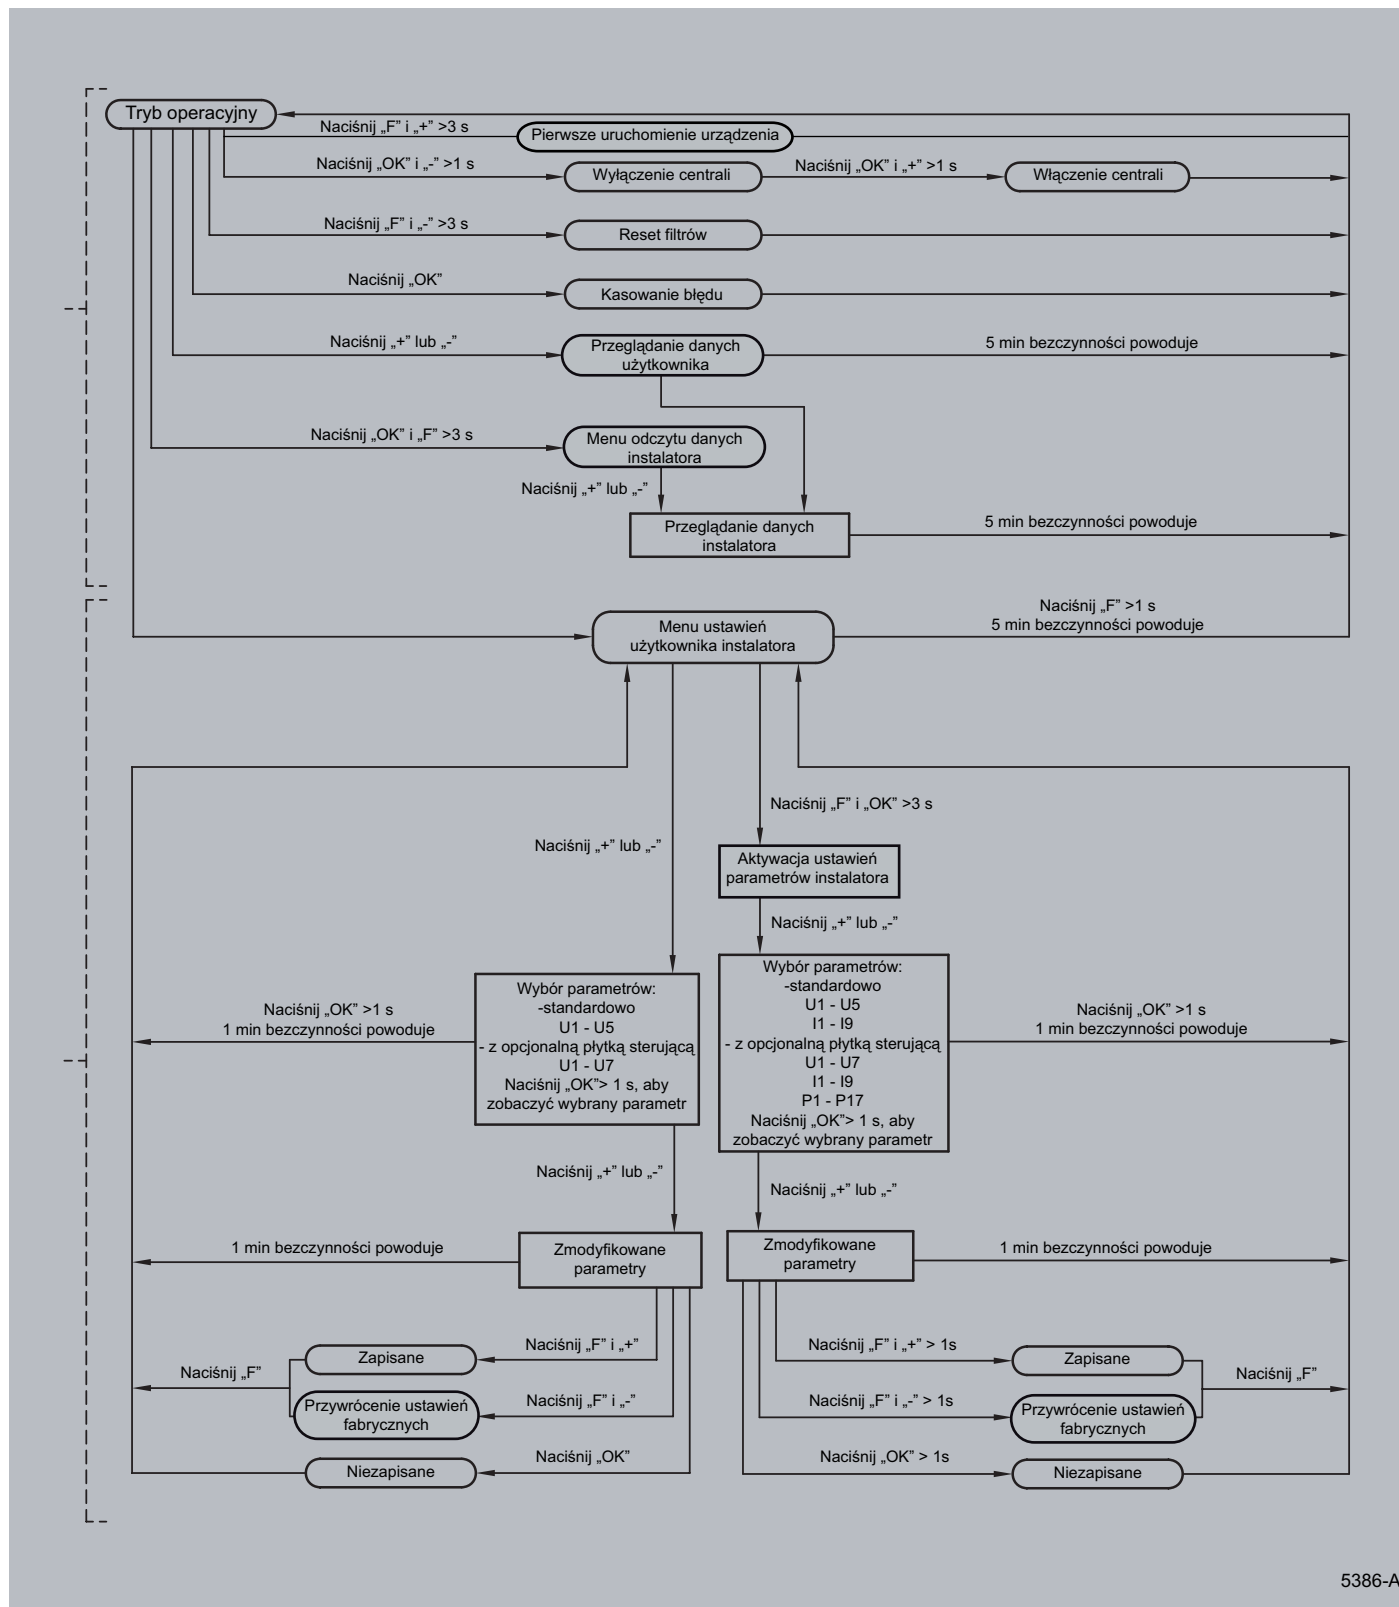 Tryb operacyjny
Naciśnij „F” i „+” >3 s
Pierwsze uruchomienie urządzenia
Naciśnij „OK” i „-” >1 s
Wyłączenie centrali
Naciśnij „OK” i „+” >1 s
Włączenie centrali
Naciśnij „F” i „-” >3 s
Reset filtrów
Naciśnij „OK”
Kasowanie błędu
Naciśnij „+” lub „-”
Przeglądanie danych
użytkownika
5 min bezczynności powoduje
Naciśnij „OK” i „F” >3 s
Menu odczytu danych
instalatora
Naciśnij „+” lub „-”
Przeglądanie danych
instalatora
5 min bezczynności powoduje
Menu ustawień
użytkownika instalatora
Naciśnij „F” >1 s
5 min bezczynności powoduje
Naciśnij „F” i „OK” >3 s
Naciśnij „+” lub „-”
Aktywacja ustawień
parametrów instalatora
Naciśnij „+” lub „-”
Naciśnij „OK” >1 s
1 min bezczynności powoduje
Wybór parametrów:
-standardowo
U1 - U5
- z opcjonalną płytką sterującą
U1 - U7
Naciśnij „OK”> 1 s, aby
zobaczyć wybrany parametr
Wybór parametrów:
-standardowo
U1 - U5
I1 - I9
- z opcjonalną płytką sterującą
U1 - U7
I1 - I9
P1 - P17
Naciśnij „OK”> 1 s, aby
zobaczyć wybrany parametr
Naciśnij „OK” >1 s
1 min bezczynności powoduje
Naciśnij „+” lub „-”
Naciśnij „+” lub „-”
1 min bezczynności powoduje
Zmodyfikowane
parametry
Zmodyfikowane
parametry
1 min bezczynności powoduje
Naciśnij „F”
Zapisane
Naciśnij „F” i „+”
Naciśnij „F” i „+” > 1s
Zapisane
Naciśnij „F”
Przywrócenie ustawień
fabrycznych
Naciśnij „F” i „-”
Naciśnij „F” i „-” > 1s
Przywrócenie ustawień
fabrycznych
Niezapisane
Naciśnij „OK”
Naciśnij „OK” > 1s
Niezapisane
5386-A